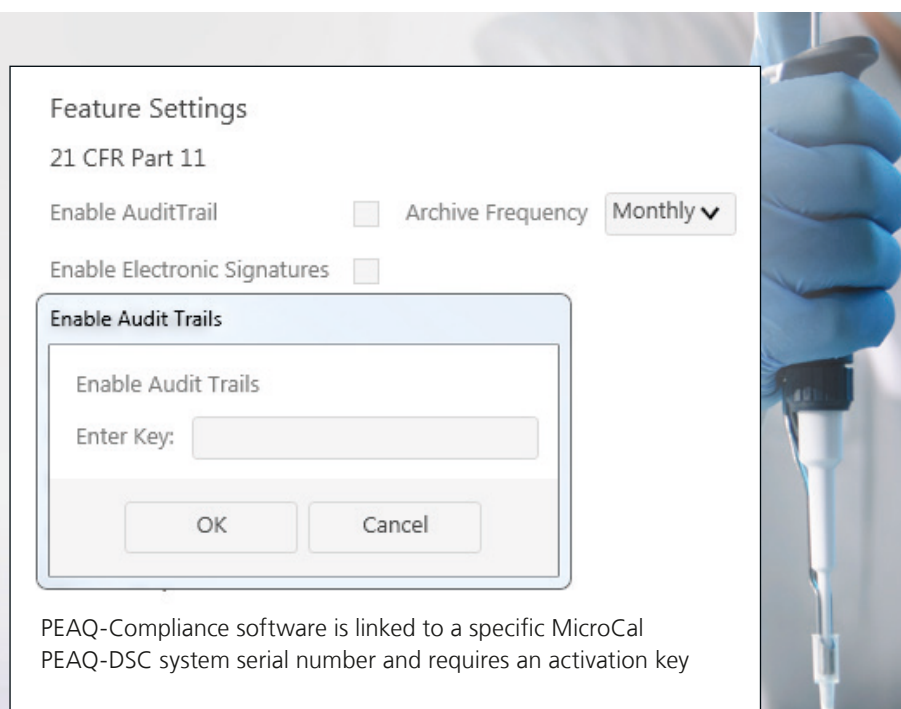 Feature Settings
21 CFR Part 11
Enable AuditTrail Archive Frequency Monthly
Enable Electronic Signatures
Enable Audit Trails
Enable Audit Trails
Enter Key:
OK Cancel
PEAQ-Compliance software is linked to a specific MicroCal
PEAQ-DSC system serial number and requires an activation key